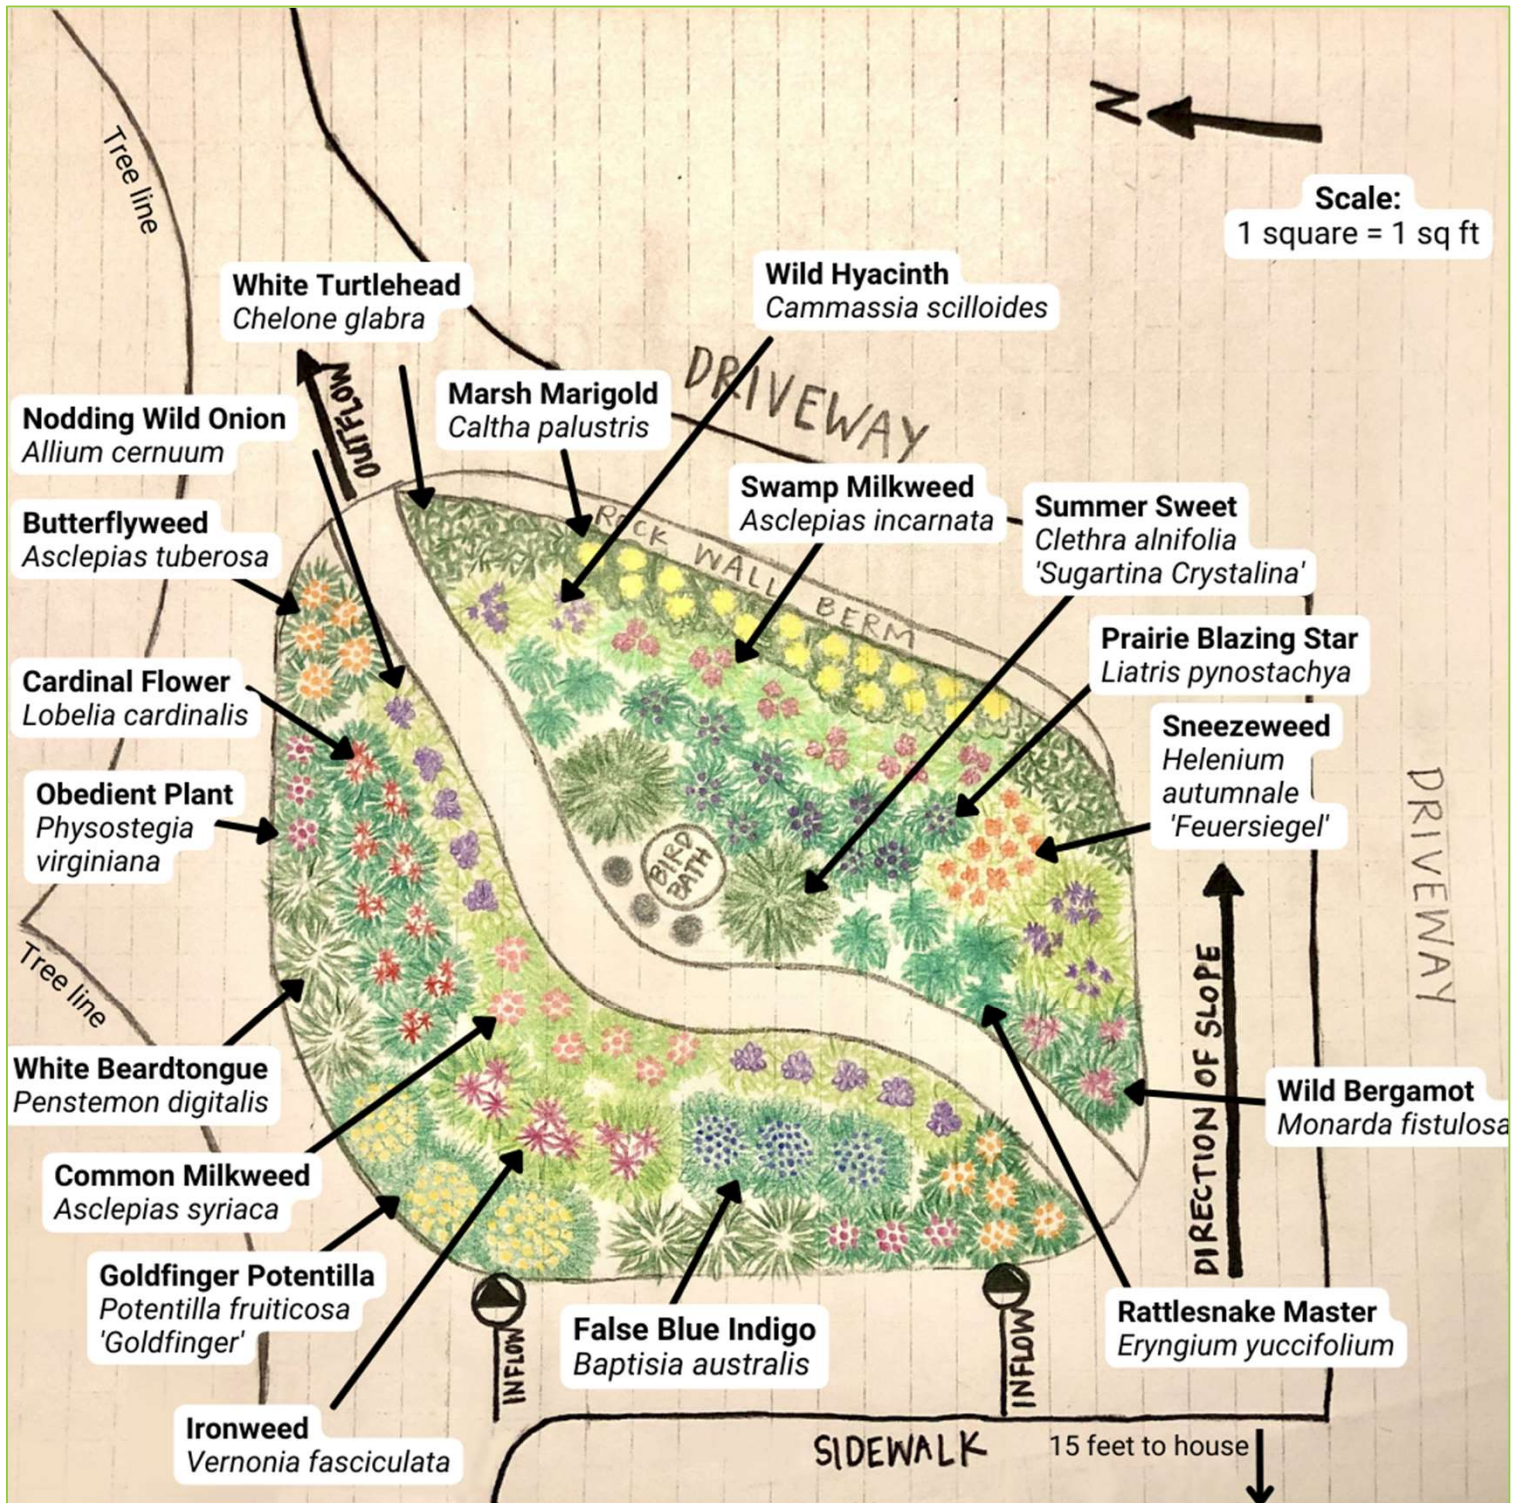 N
Scale:
1 square = 1 sq ft
Tree line
White Turtlehead
Chelone glabra
Wild Hyacinth
Cammassia scilloides
OUTFLOW
DRIVEWAY
Nodding Wild Onion
Allium cernuum
Marsh Marigold
Caltha palustris
Swamp Milkweed
Asclepias incarnata
Summer Sweet
Clethra alnifolia
'Sugartina Crystalina'
Butterflyweed
Asclepias tuberosa
ROCK WALL BERM
Prairie Blazing Star
Liatris pynostachya
Cardinal Flower
Lobelia cardinalis
Sneezeweed
Helenium
autumnale
'Feuersiegel'
Obedient Plant
Physostegia
virginiana
BIRD
BATH
DRIVEWAY
Tree line
DIRECTION OF SLOPE
White Beardtongue
Penstemon digitalis
Wild Bergamot
Monarda fistulosa
Common Milkweed
Asclepias syriaca
Goldfinger Potentilla
Potentilla fruiticosa
'Goldfinger'
INFLOW
False Blue Indigo
Baptisia australis
INFLOW
Rattlesnake Master
Eryngium yuccifolium
Ironweed
Vernonia fasciculata
SIDEWALK
15 feet to house